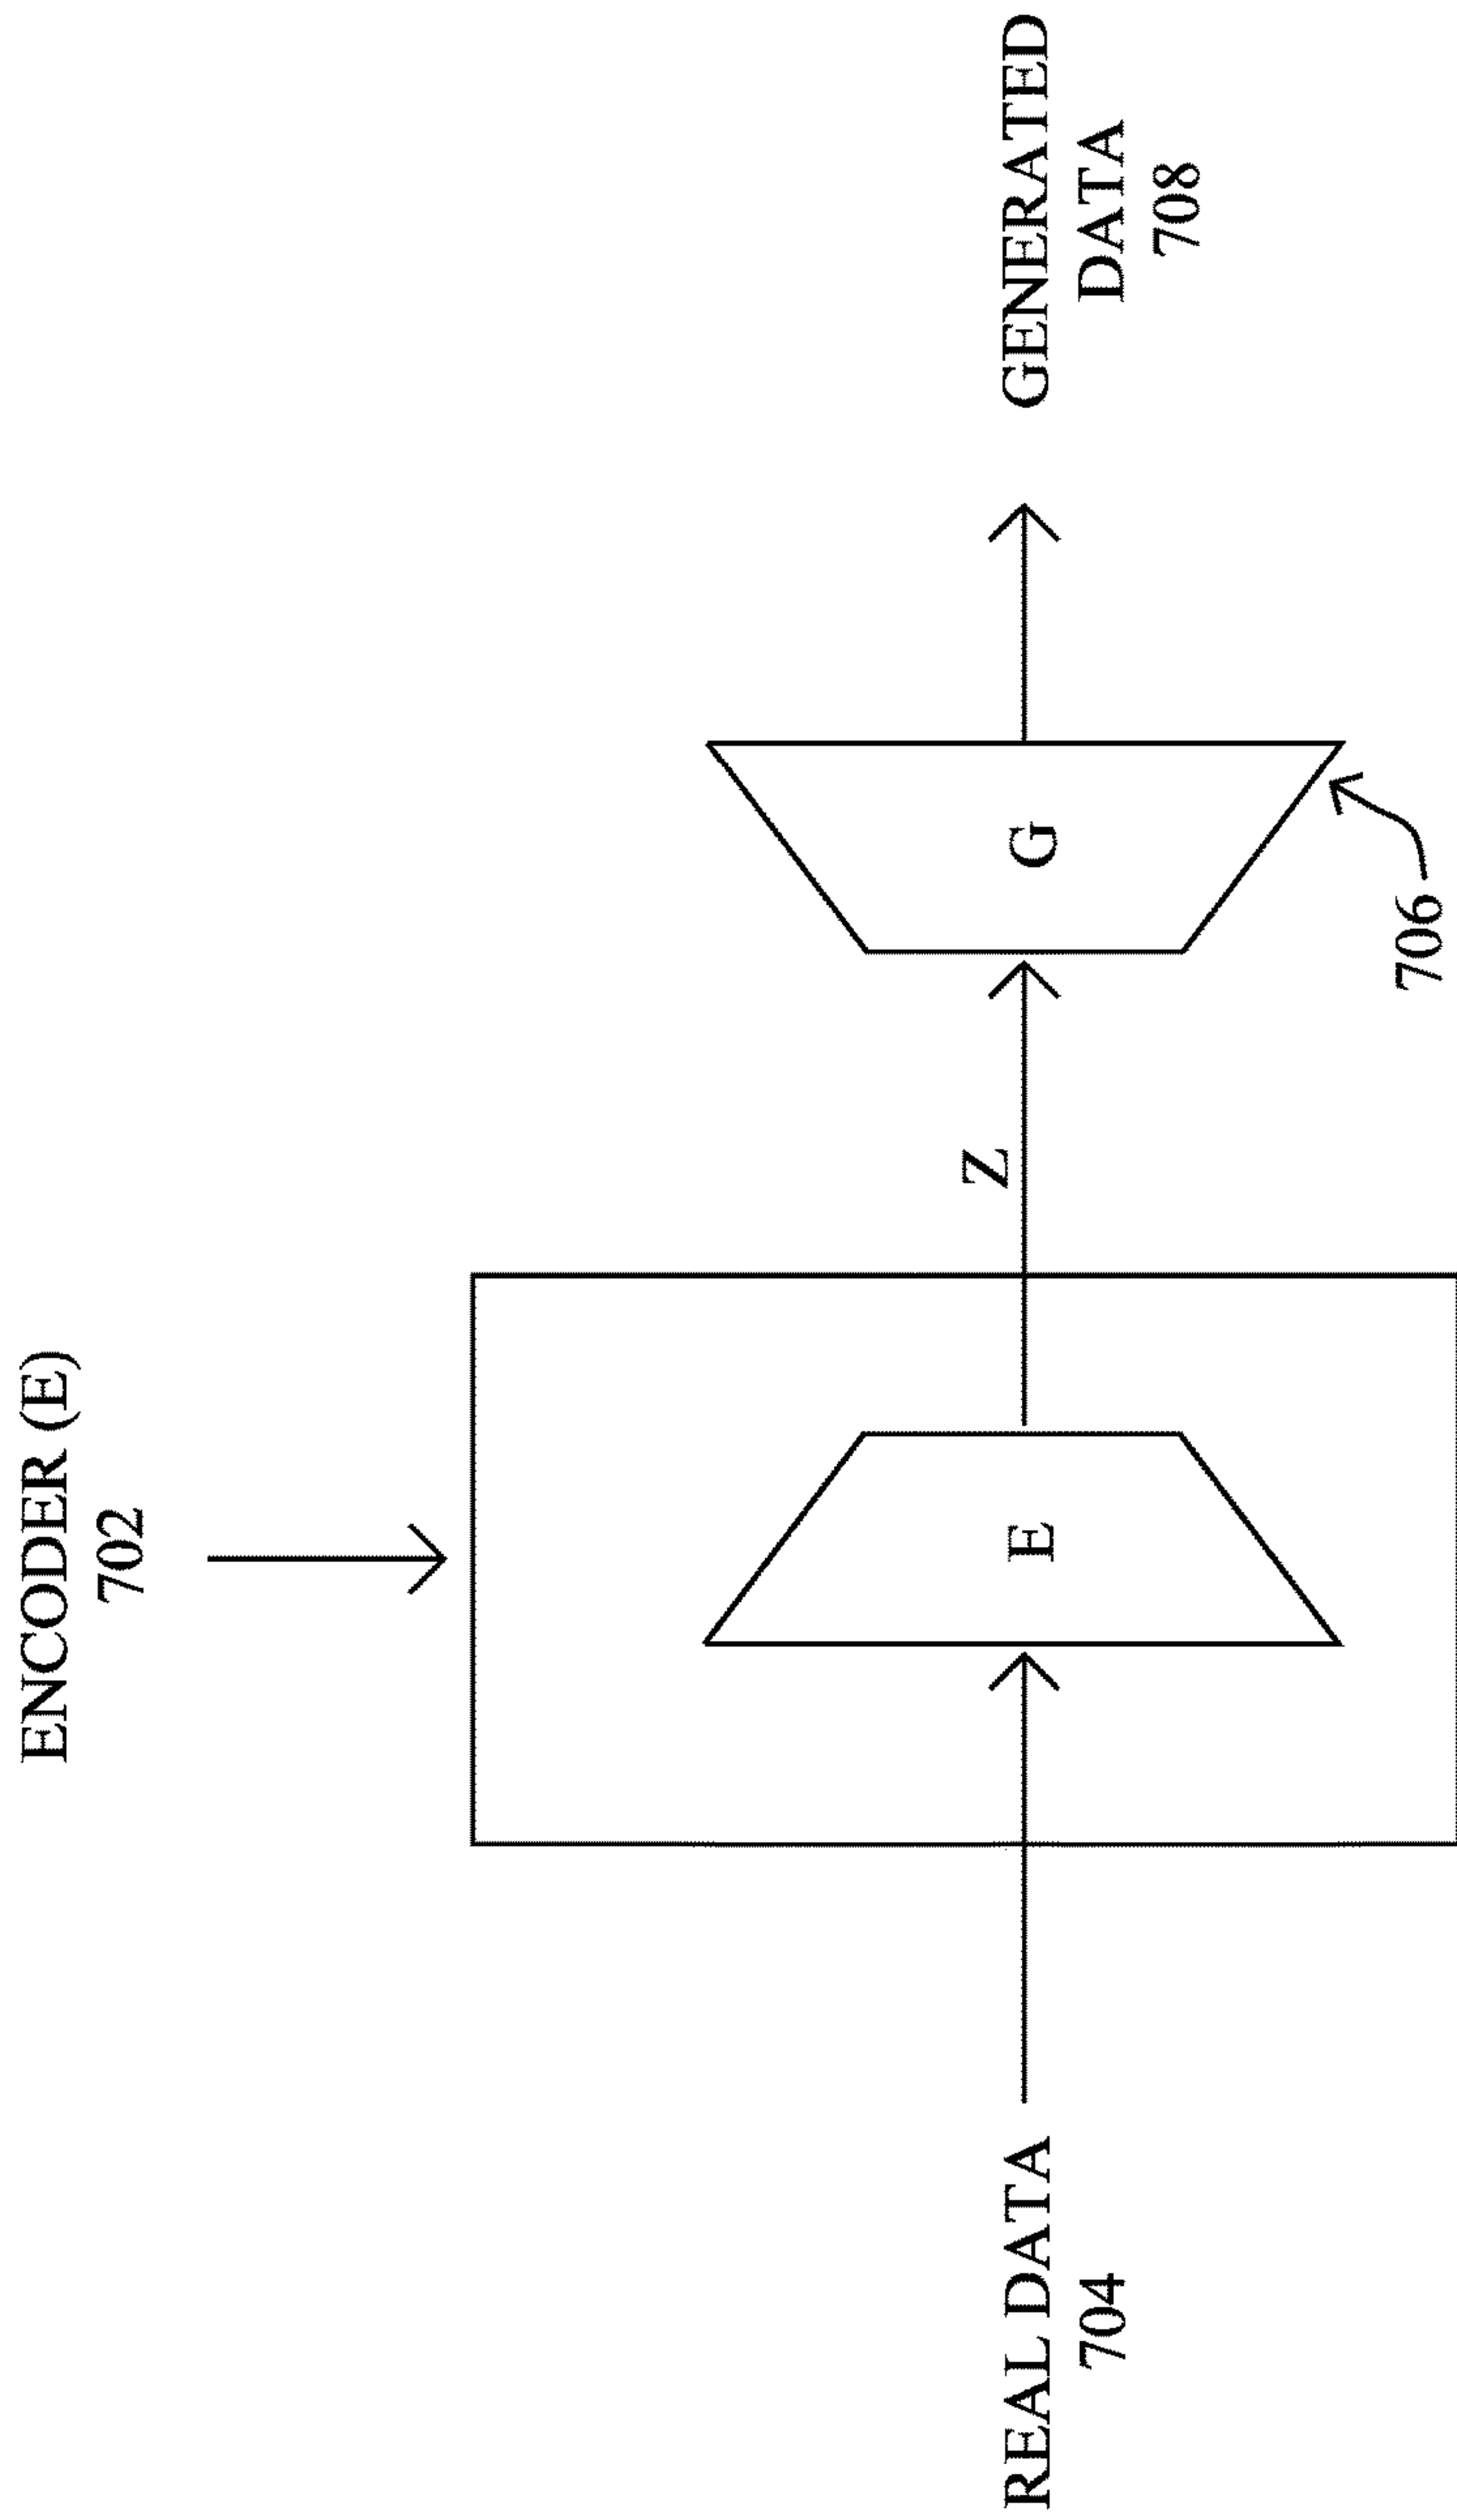 ENCODER (E)
702
REAL DATA
704
E
Z
G
706
GENERATED
DATA
708